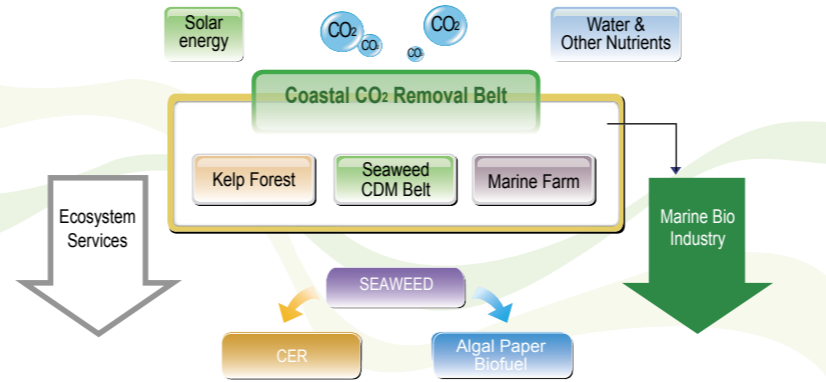 Solar
energy
CO2
CO2
CO2
CO2
Water &
Other Nutrients
Coastal CO2 Removal Belt
Kelp Forest
Seaweed
CDM Belt
Marine Farm
Ecosystem
Services
Marine Bio
Industry
SEAWEED
CER
Algal Paper
Biofuel